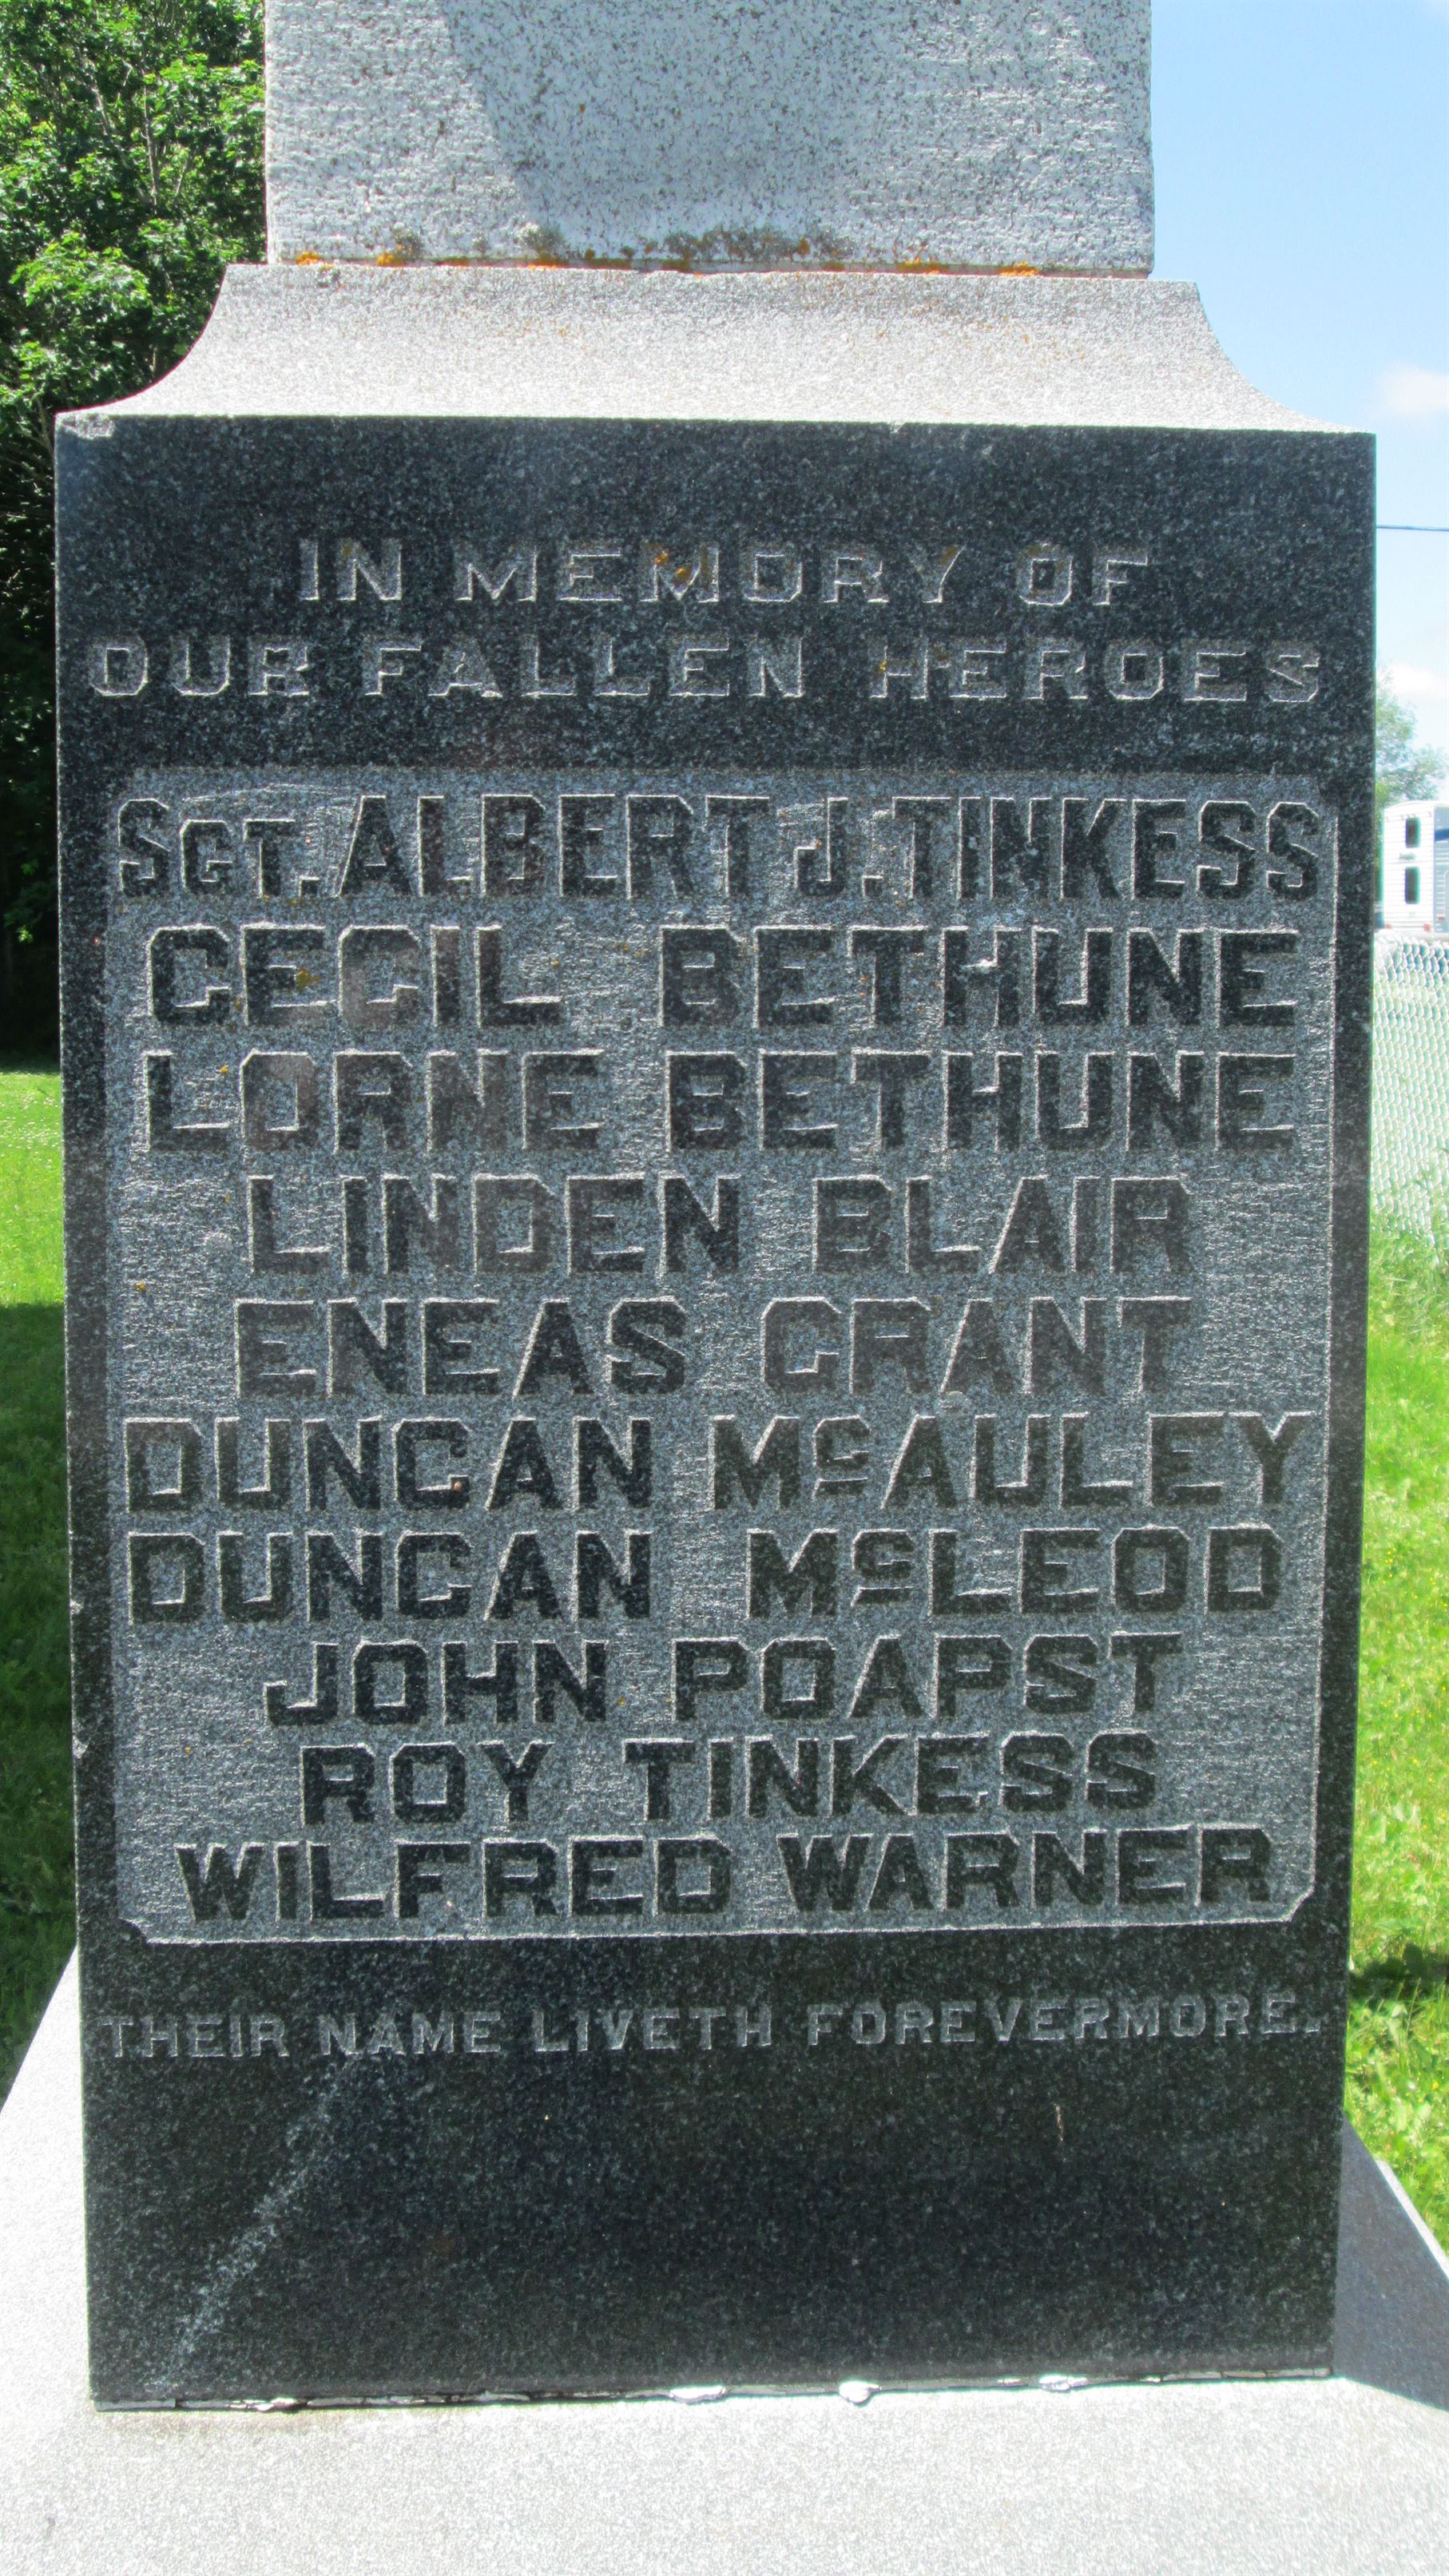 IN MEMORY OF
OUR FALLEN HEROES
SGT. ALBERT J. TINKESS
CECIL BETHUNE
LORNE BETHUNE
LINDEN BLAIR
ENEAS GRANT
DUNCAN McAULEY
DUNCAN McLEOD
JOHN POAPST
ROY TINKESS
WILFRED WARNER
THEIR NAME LIVETH FOREVERMORE.